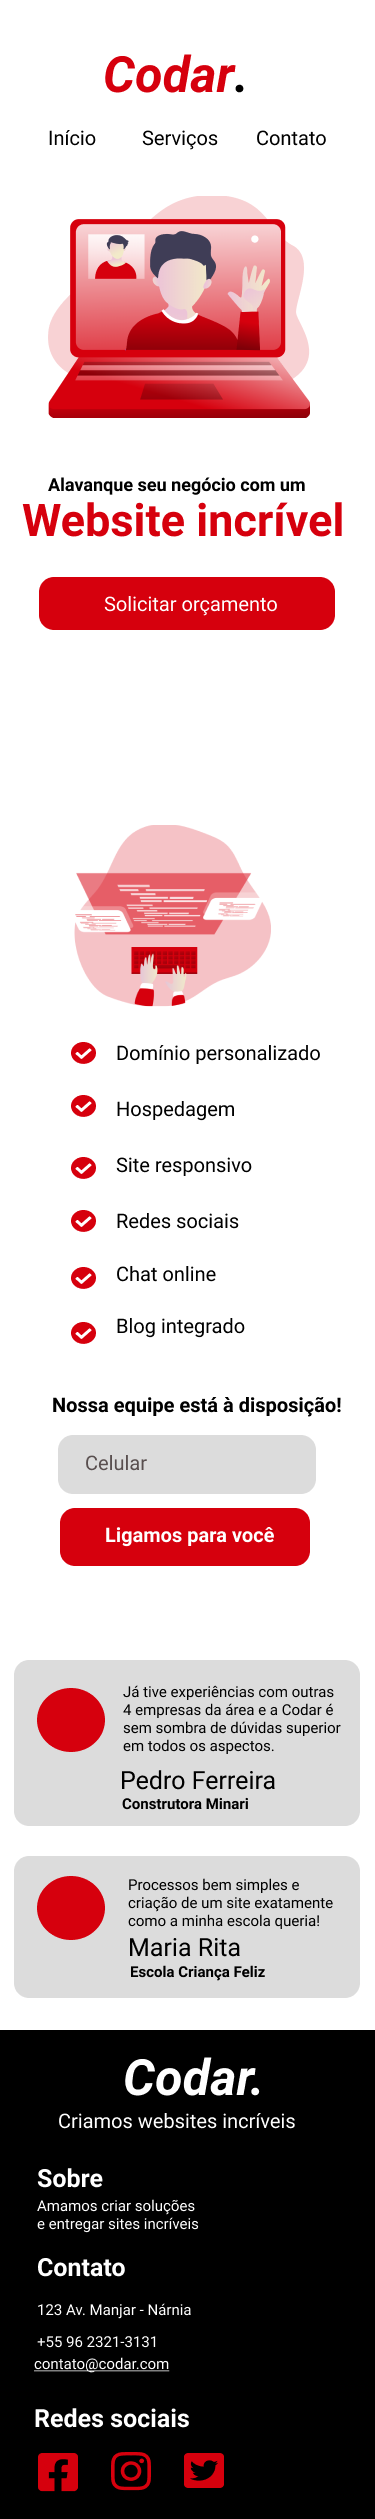 Codar.
Início Serviços Contato
Alavanque seu negócio com um
Website incrível
Solicitar orçamento
Domínio personalizado
Hospedagem
Site responsivo
Redes sociais
Chat online
Blog integrado
Nossa equipe está à disposição!
Celular
Ligamos para você
Já tive experiências com outras
4 empresas da área e a Codar é
sem sombra de dúvidas superior
em todos os aspectos.
Pedro Ferreira
Construtora Minari
Processos bem simples e
criação de um site exatamente
como a minha escola queria!
Maria Rita
Escola Criança Feliz
Codar.
Criamos websites incríveis
Sobre
Amamos criar soluções
e entregar sites incríveis
Contato
123 Av. Manjar - Nárnia
+55 96 2321-3131
contato@codar.com
Redes sociais